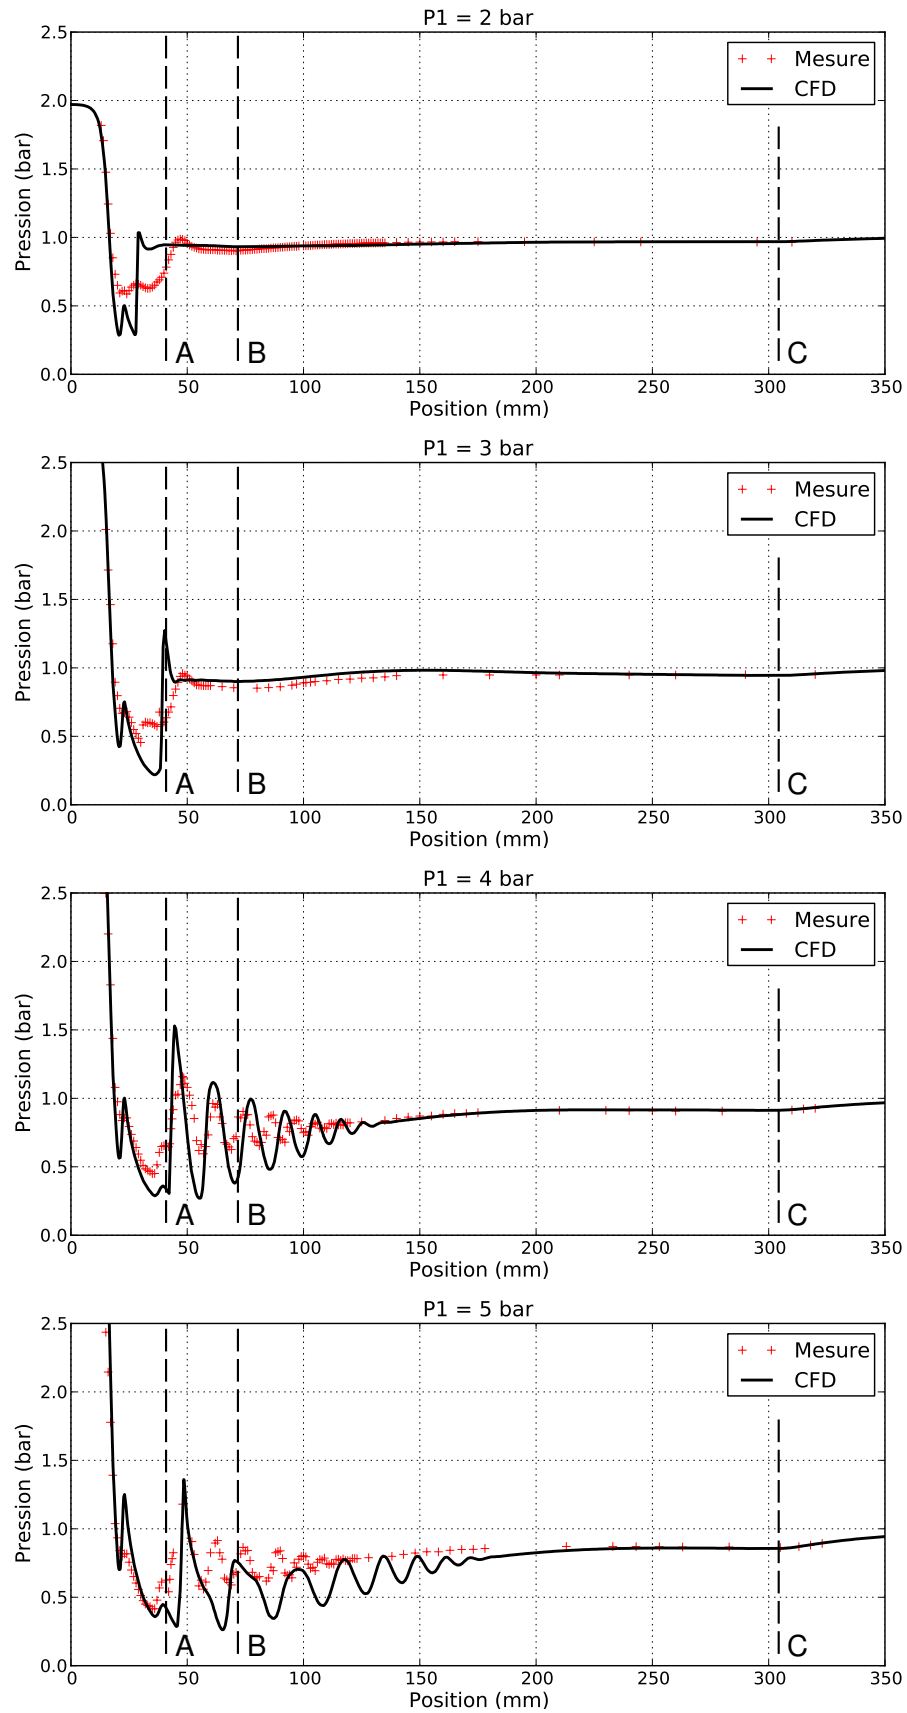 P1 = 2 bar
2.5
2.0
1.5
1.0
0.5
0.0
Pression (bar)
Mesure
CFD
A
B
C
0 50 100 150 200 250 300 350
Position (mm)
P1 = 3 bar
2.5
2.0
1.5
1.0
0.5
0.0
Pression (bar)
Mesure
CFD
A
B
C
0 50 100 150 200 250 300 350
Position (mm)
P1 = 4 bar
2.5
2.0
1.5
1.0
0.5
0.0
Pression (bar)
Mesure
CFD
A
B
C
0 50 100 150 200 250 300 350
Position (mm)
P1 = 5 bar
2.5
2.0
1.5
1.0
0.5
0.0
Pression (bar)
Mesure
CFD
A
B
C
0 50 100 150 200 250 300 350
Position (mm)